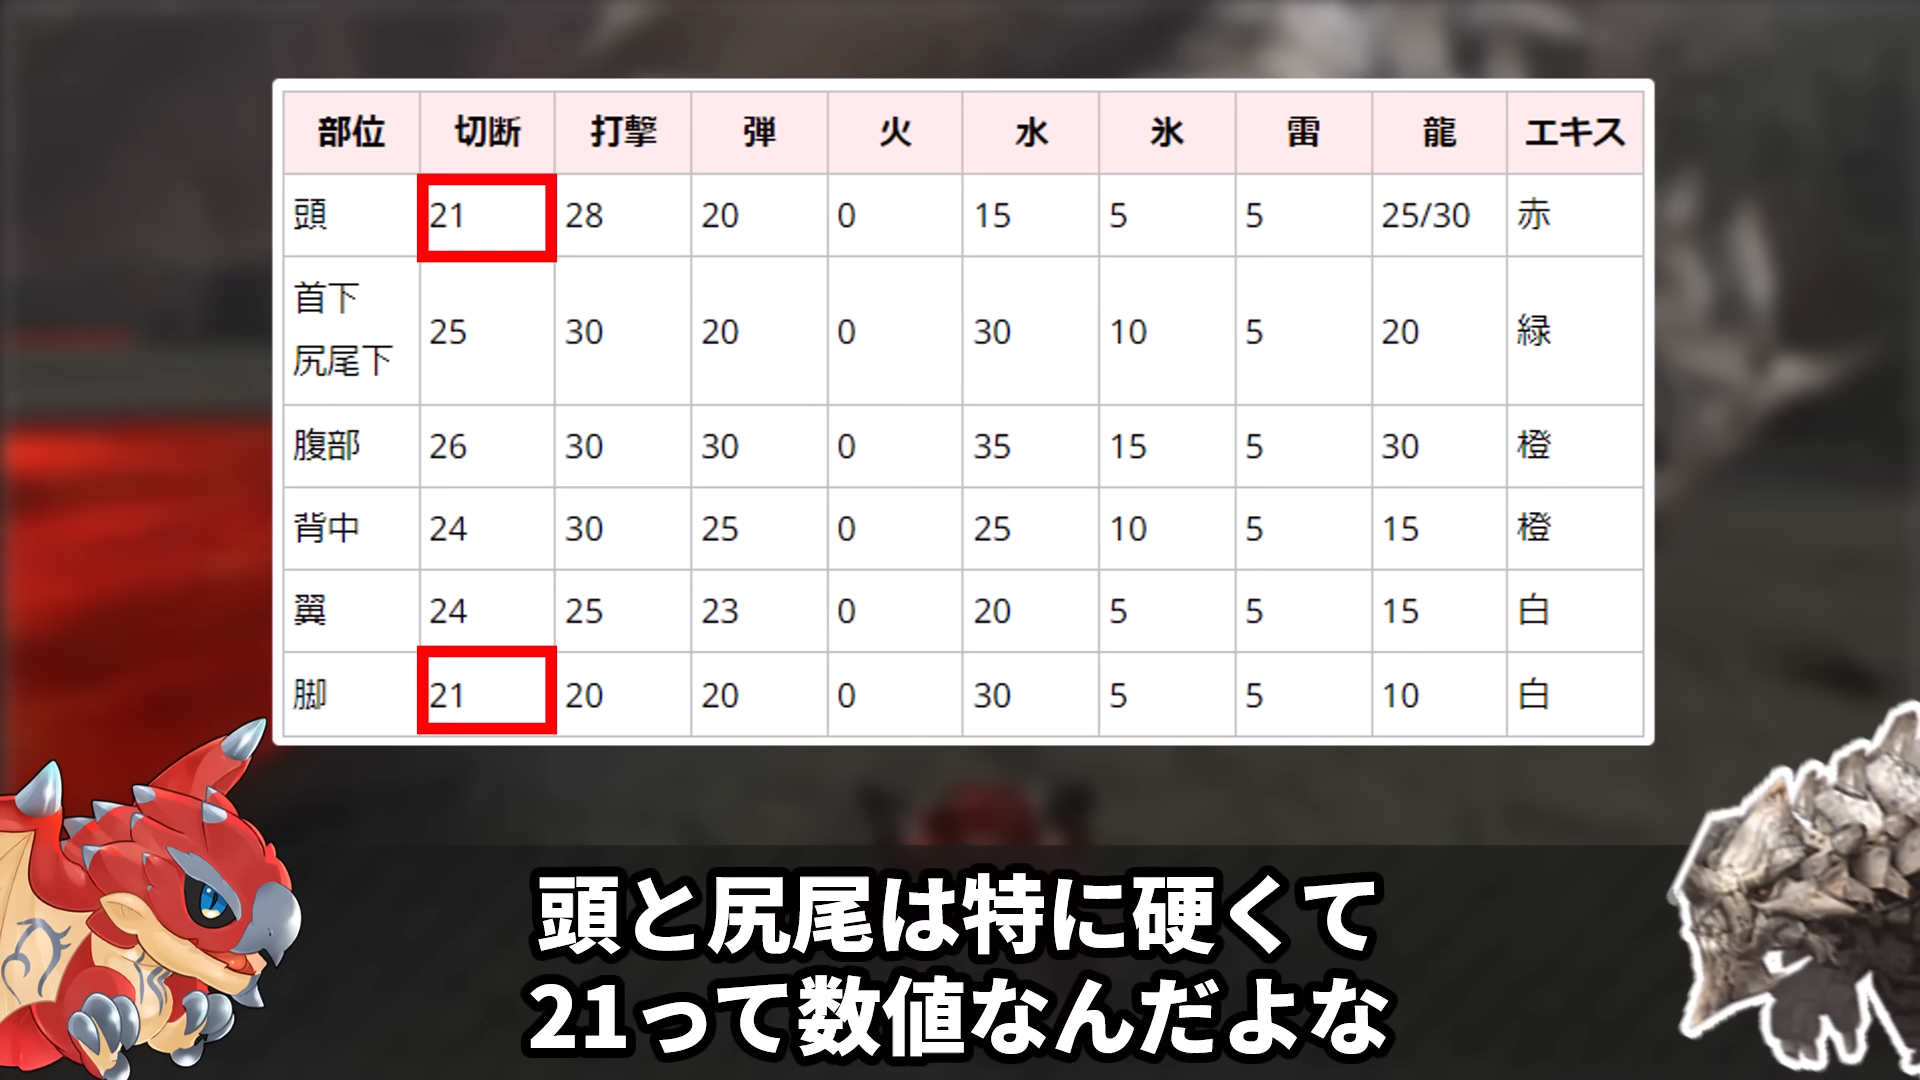 部位 切断 打撃 弾 火 水 氷 雷 龍 エキス
頭 21 28 20 0 15 5 5 25/30 赤
首下
尻尾下 25 30 20 0 30 10 5 20 緑
腹部 26 30 30 0 35 15 5 30 橙
背中 24 30 25 0 25 10 5 15 橙
翼 24 25 23 0 20 5 5 15 白
脚 21 20 20 0 30 5 5 10 白
頭と尻尾は特に硬くて
21って数値なんだよな